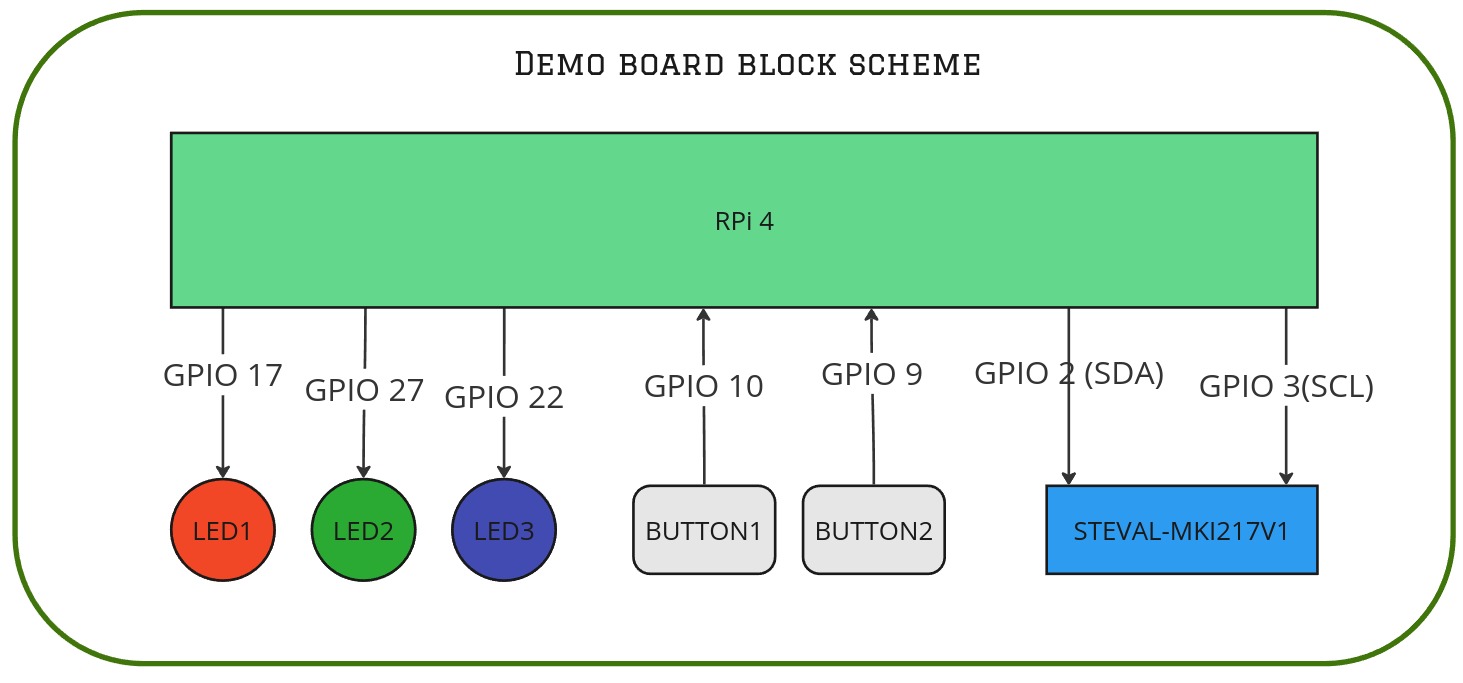 Demo board block scheme
RPi 4
GPIO 17
GPIO 27
GPIO 22
GPIO 10
GPIO 9
GPIO 2 (SDA)
GPIO 3(SCL)
LED1
LED2
LED3
BUTTON1
BUTTON2
STEVAL-MKI217V1